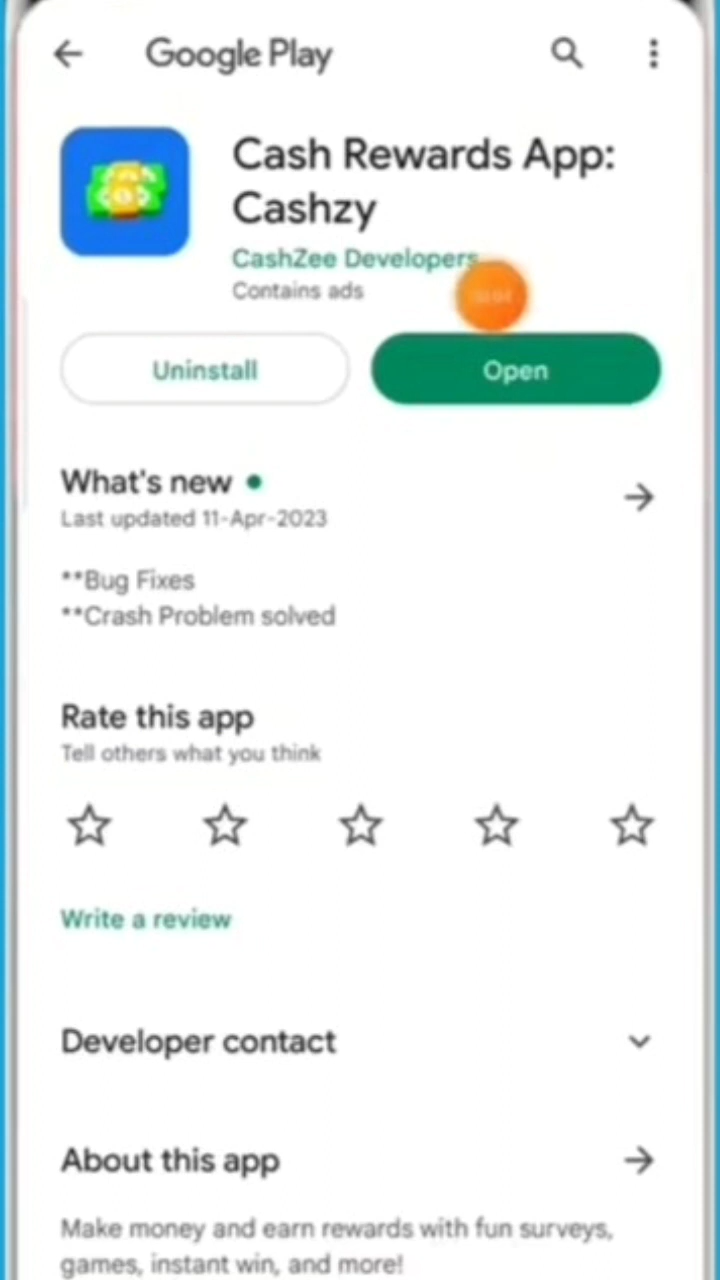 Google Play
Cash Rewards App:
Cashzy
CashZee Developers
Contains ads
Uninstall
Open
What's new
Last updated 11-Apr-2023
**Bug Fixes
**Crash Problem solved
Rate this app
Tell others what you think
Write a review
Developer contact
About this app
Make money and earn rewards with fun surveys,
games, instant win, and more!